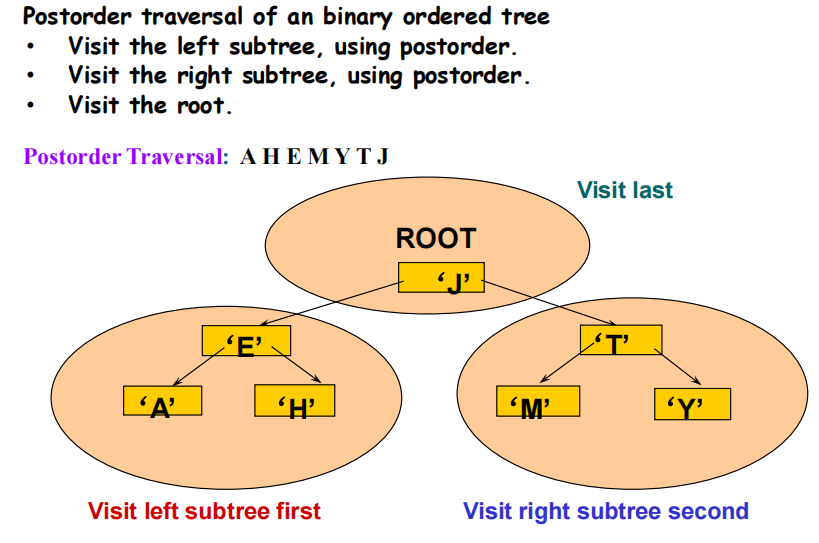 Postorder traversal of an binary ordered tree
• Visit the left subtree, using postorder.
• Visit the right subtree, using postorder.
• Visit the root.
Postorder Traversal: A H E M Y T J
Visit last
ROOT
‘J’
‘E’
‘T’
‘A’
‘H’
‘M’
‘Y’
Visit left subtree first
Visit right subtree second